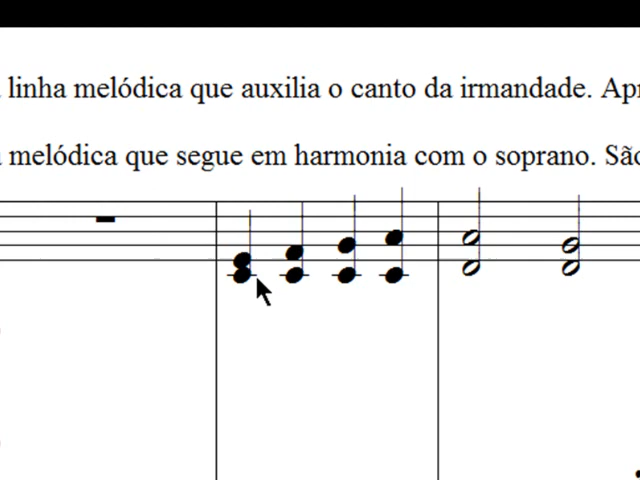 linha melódica que auxilia o canto da irmandade. Apr
melódica que segue em harmonia com o soprano. São